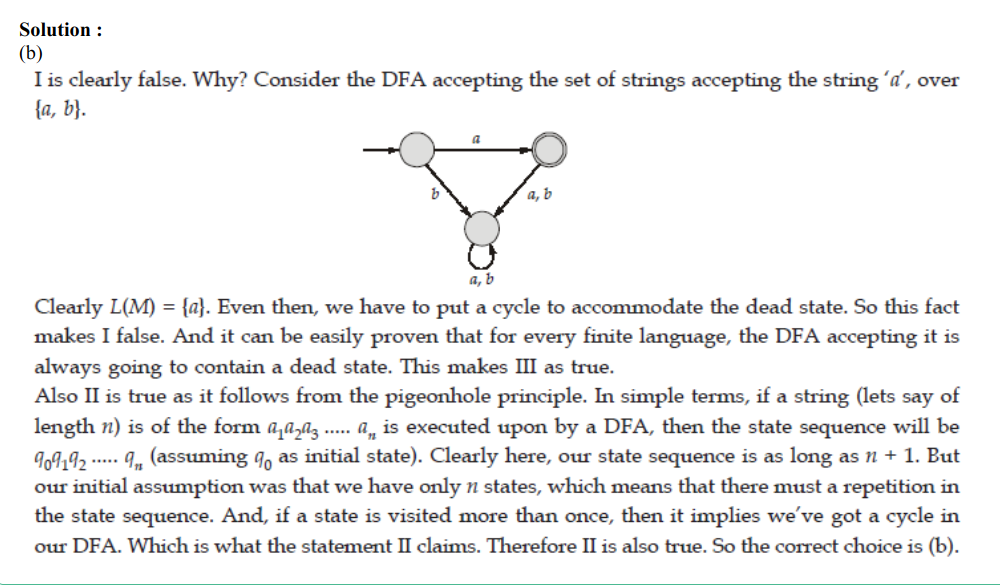 Solution :
(b)
I is clearly false. Why? Consider the DFA accepting the set of strings accepting the string ‘a’, over
{a, b}.
a
b
a, b
a, b
Clearly L(M) = {a}. Even then, we have to put a cycle to accommodate the dead state. So this fact
makes I false. And it can be easily proven that for every finite language, the DFA accepting it is
always going to contain a dead state. This makes III as true.
Also II is true as it follows from the pigeonhole principle. In simple terms, if a string (lets say of
length n) is of the form a₁a₂a₃ ..... aₙ is executed upon by a DFA, then the state sequence will be
q₀q₁q₂ ..... qₙ (assuming q₀ as initial state). Clearly here, our state sequence is as long as n + 1. But
our initial assumption was that we have only n states, which means that there must a repetition in
the state sequence. And, if a state is visited more than once, then it implies we’ve got a cycle in
our DFA. Which is what the statement II claims. Therefore II is also true. So the correct choice is (b).